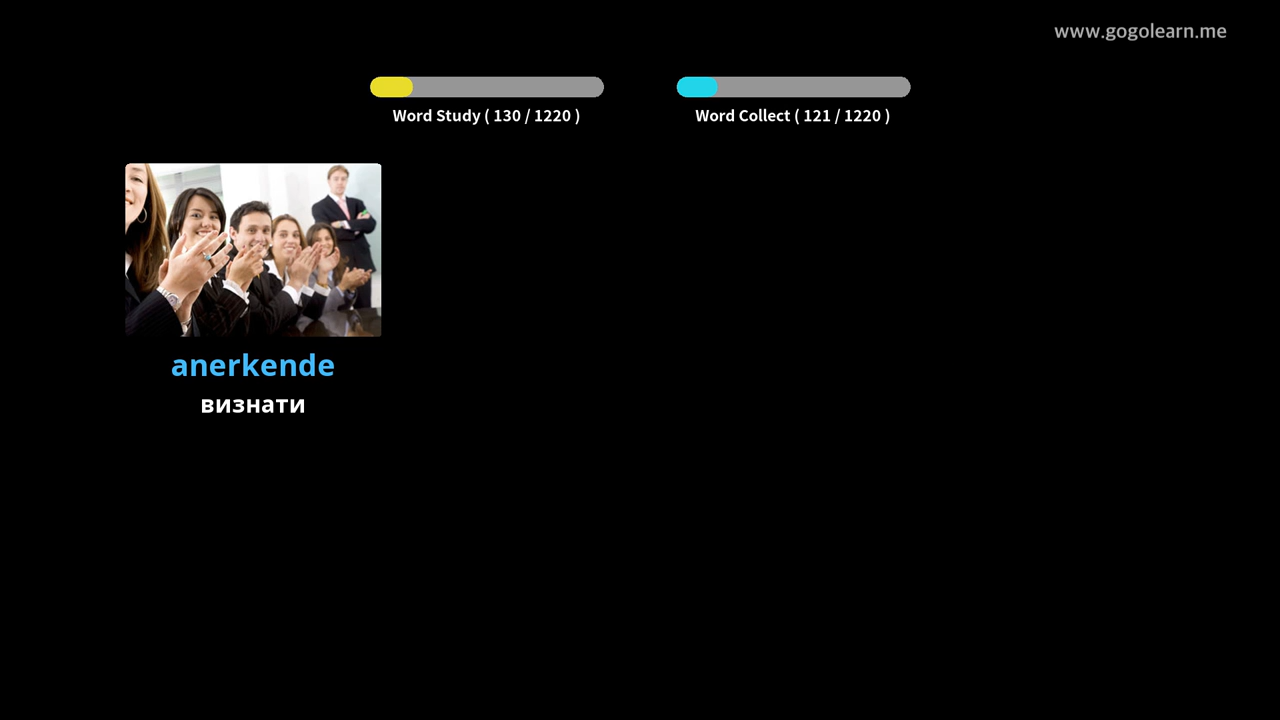 www.gogolearn.me
Word Study ( 130 / 1220 )
Word Collect ( 121 / 1220 )
anerkende
визнати